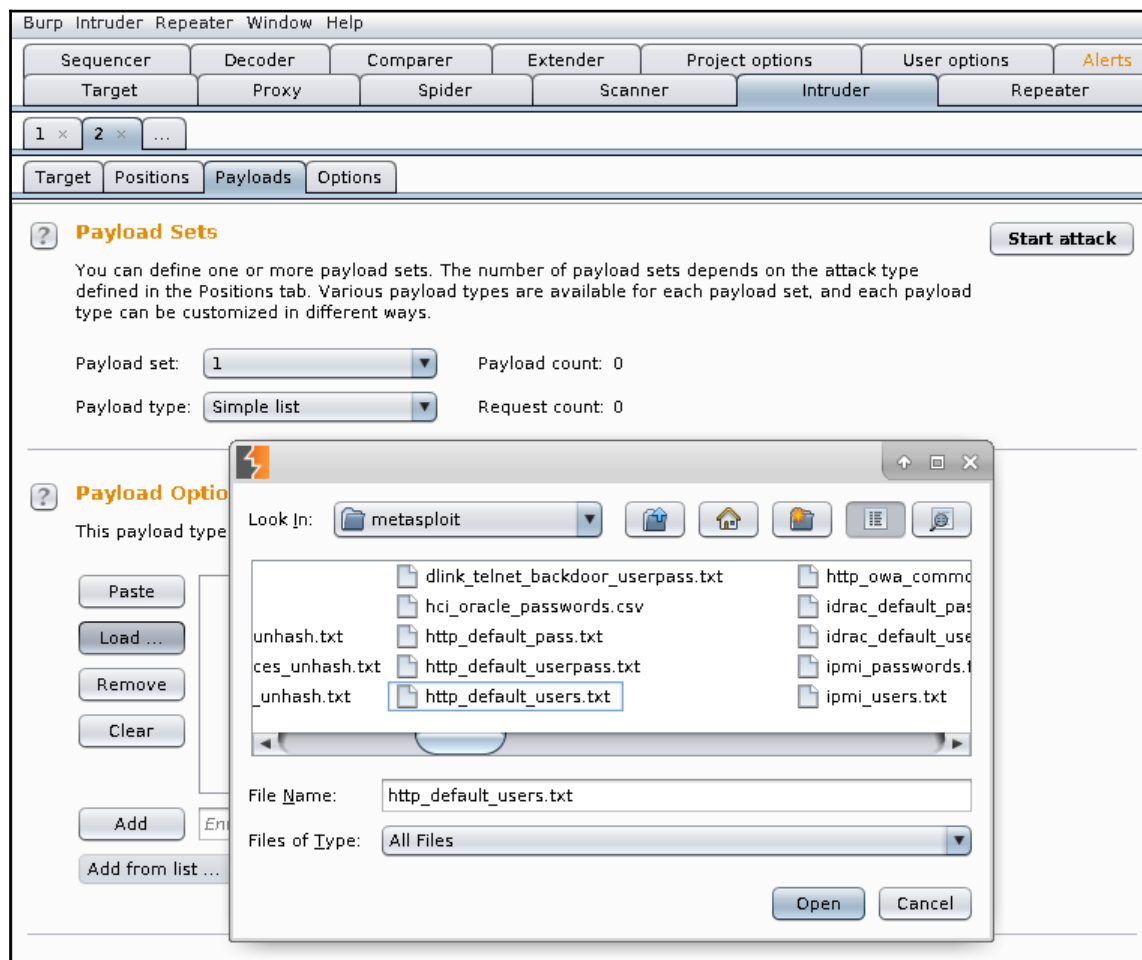 Burp Intruder Repeater Window Help
Sequencer Decoder Comparer Extender Project options User options Alerts
Target Proxy Spider Scanner Intruder Repeater
1 × 2 × ...
Target Positions Payloads Options
? Payload Sets
Start attack
You can define one or more payload sets. The number of payload sets depends on the attack type
defined in the Positions tab. Various payload types are available for each payload set, and each payload
type can be customized in different ways.
Payload set: 1 Payload count: 0
Payload type: Simple list Request count: 0
? Payload Optio
This payload type
Paste
Load ...
Remove
Clear
Add
Add from list ...
Look In: metasploit
dlink_telnet_backdoor_userpass.txt http_owa_commo
hci_oracle_passwords.csv idrac_default_pas
unhash.txt http_default_pass.txt idrac_default_use
ces_unhash.txt http_default_userpass.txt ipmi_passwords.t
_unhash.txt http_default_users.txt ipmi_users.txt
File Name: http_default_users.txt
Files of Type: All Files
Open Cancel